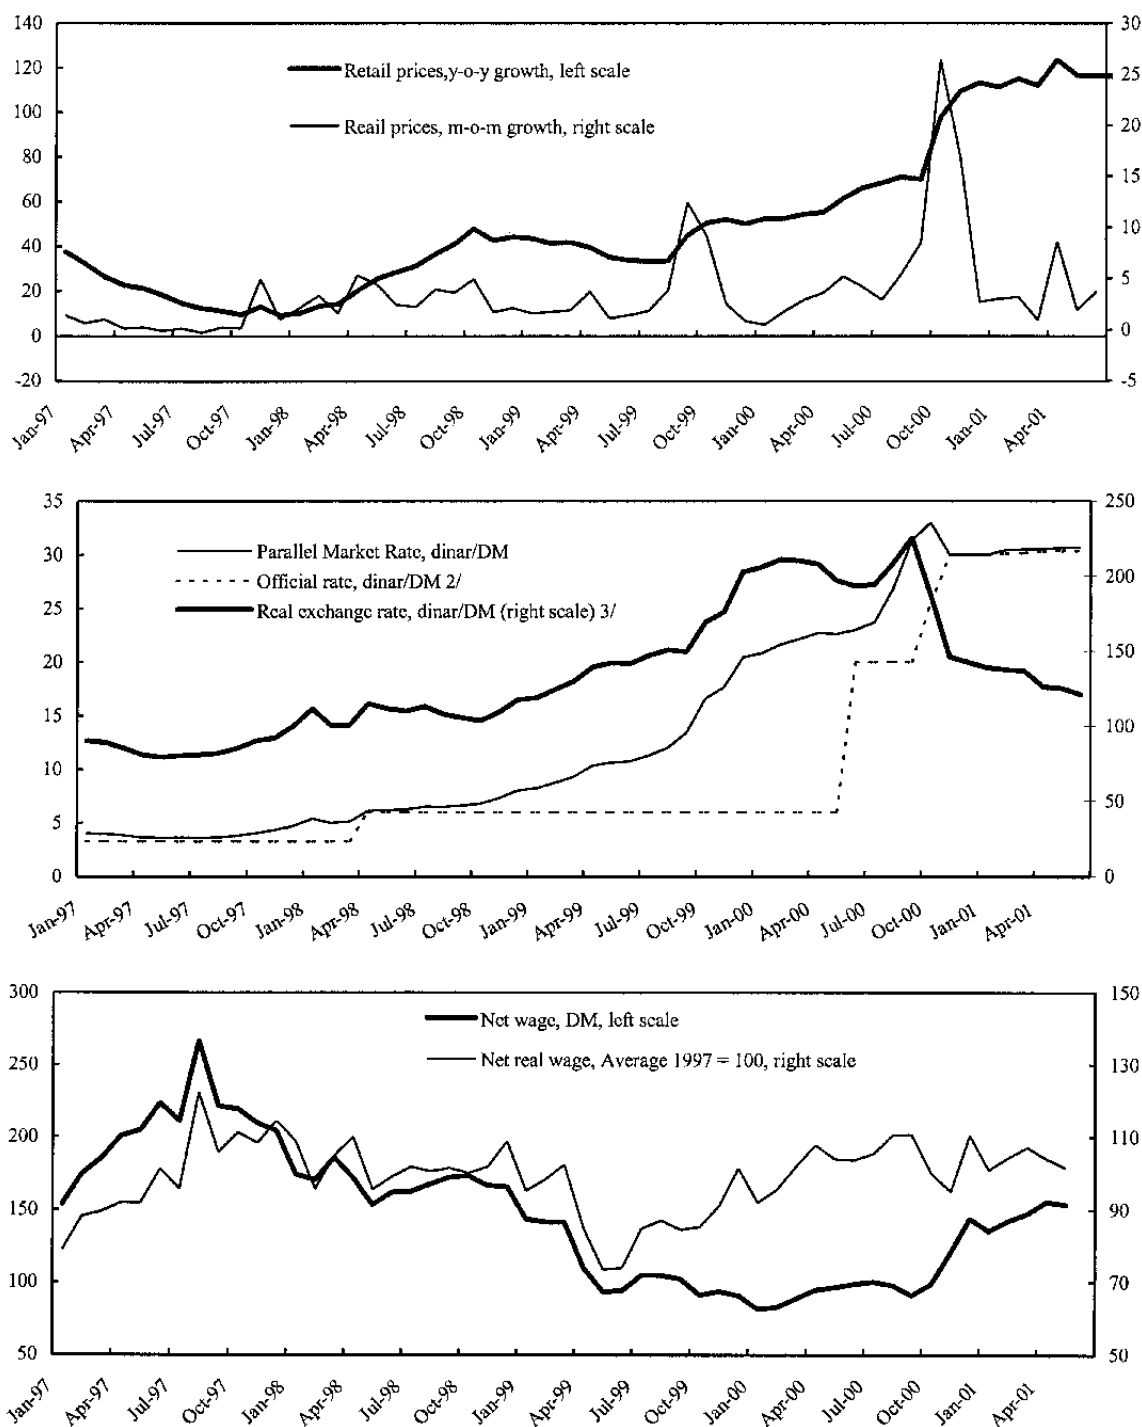 140
120
100
80
60
40
20
0
-20
30
25
20
15
10
5
0
-5
Retail prices,y-o-y growth, left scale
Reail prices, m-o-m growth, right scale
Jan-97
Apr-97
Jul-97
Oct-97
Jan-98
Apr-98
Jul-98
Oct-98
Jan-99
Apr-99
Jul-99
Oct-99
Jan-00
Apr-00
Jul-00
Oct-00
Jan-01
Apr-01
35
30
25
20
15
10
5
0
250
200
150
100
50
0
Parallel Market Rate, dinar/DM
Official rate, dinar/DM 2/
Real exchange rate, dinar/DM (right scale) 3/
Jan-97
Apr-97
Jul-97
Oct-97
Jan-98
Apr-98
Jul-98
Oct-98
Jan-99
Apr-99
Jul-99
Oct-99
Jan-00
Apr-00
Jul-00
Oct-00
Jan-01
Apr-01
300
250
200
150
100
50
150
130
110
90
70
50
Net wage, DM, left scale
Net real wage, Average 1997 = 100, right scale
Jan-97
Apr-97
Jul-97
Oct-97
Jan-98
Apr-98
Jul-98
Oct-98
Jan-99
Apr-99
Jul-99
Oct-99
Jan-00
Apr-00
Jul-00
Oct-00
Jan-01
Apr-01